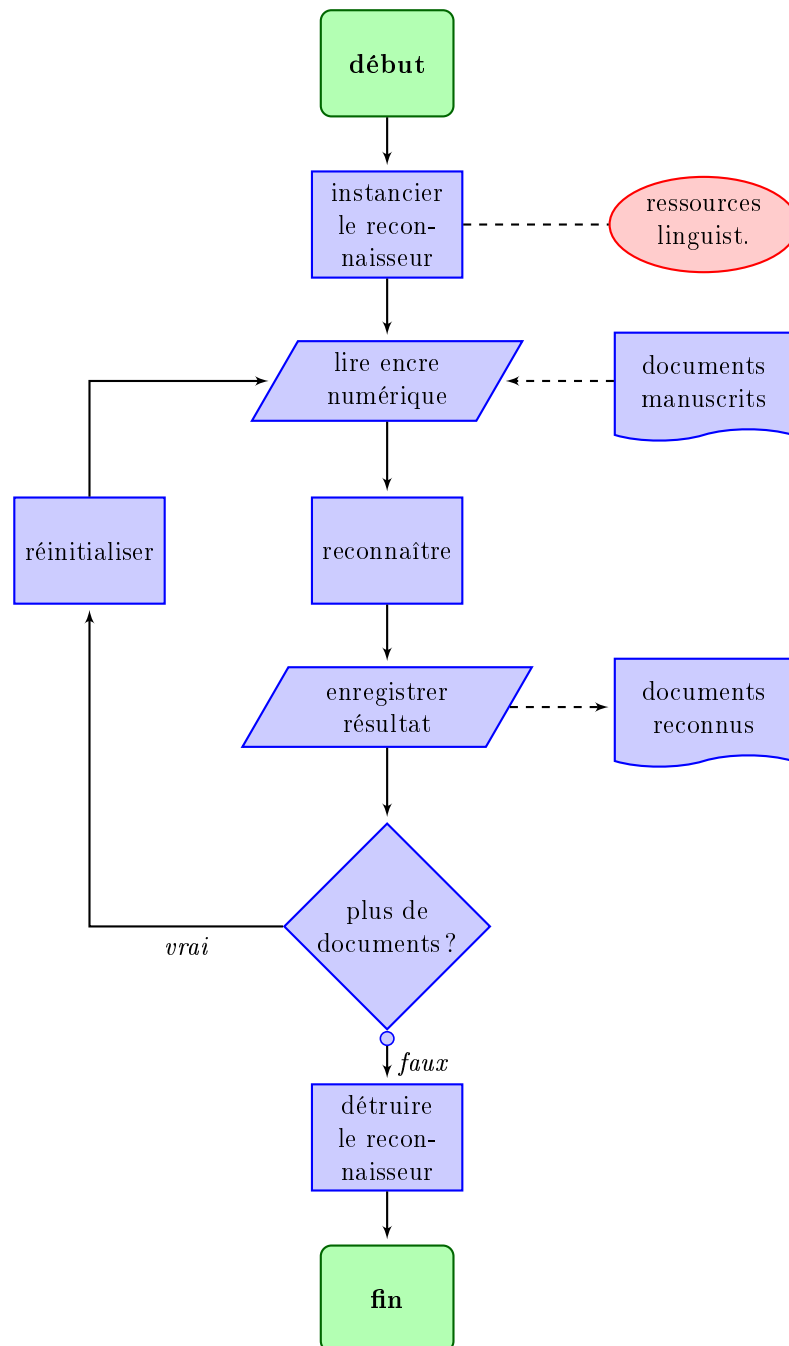 début
instancier
le recon-
naisseur
ressources
linguist.
lire encre
numérique
documents
manuscrits
réinitialiser
reconnaître
enregistrer
résultat
documents
reconnus
plus de
documents ?
vrai
faux
détruire
le recon-
naisseur
fin